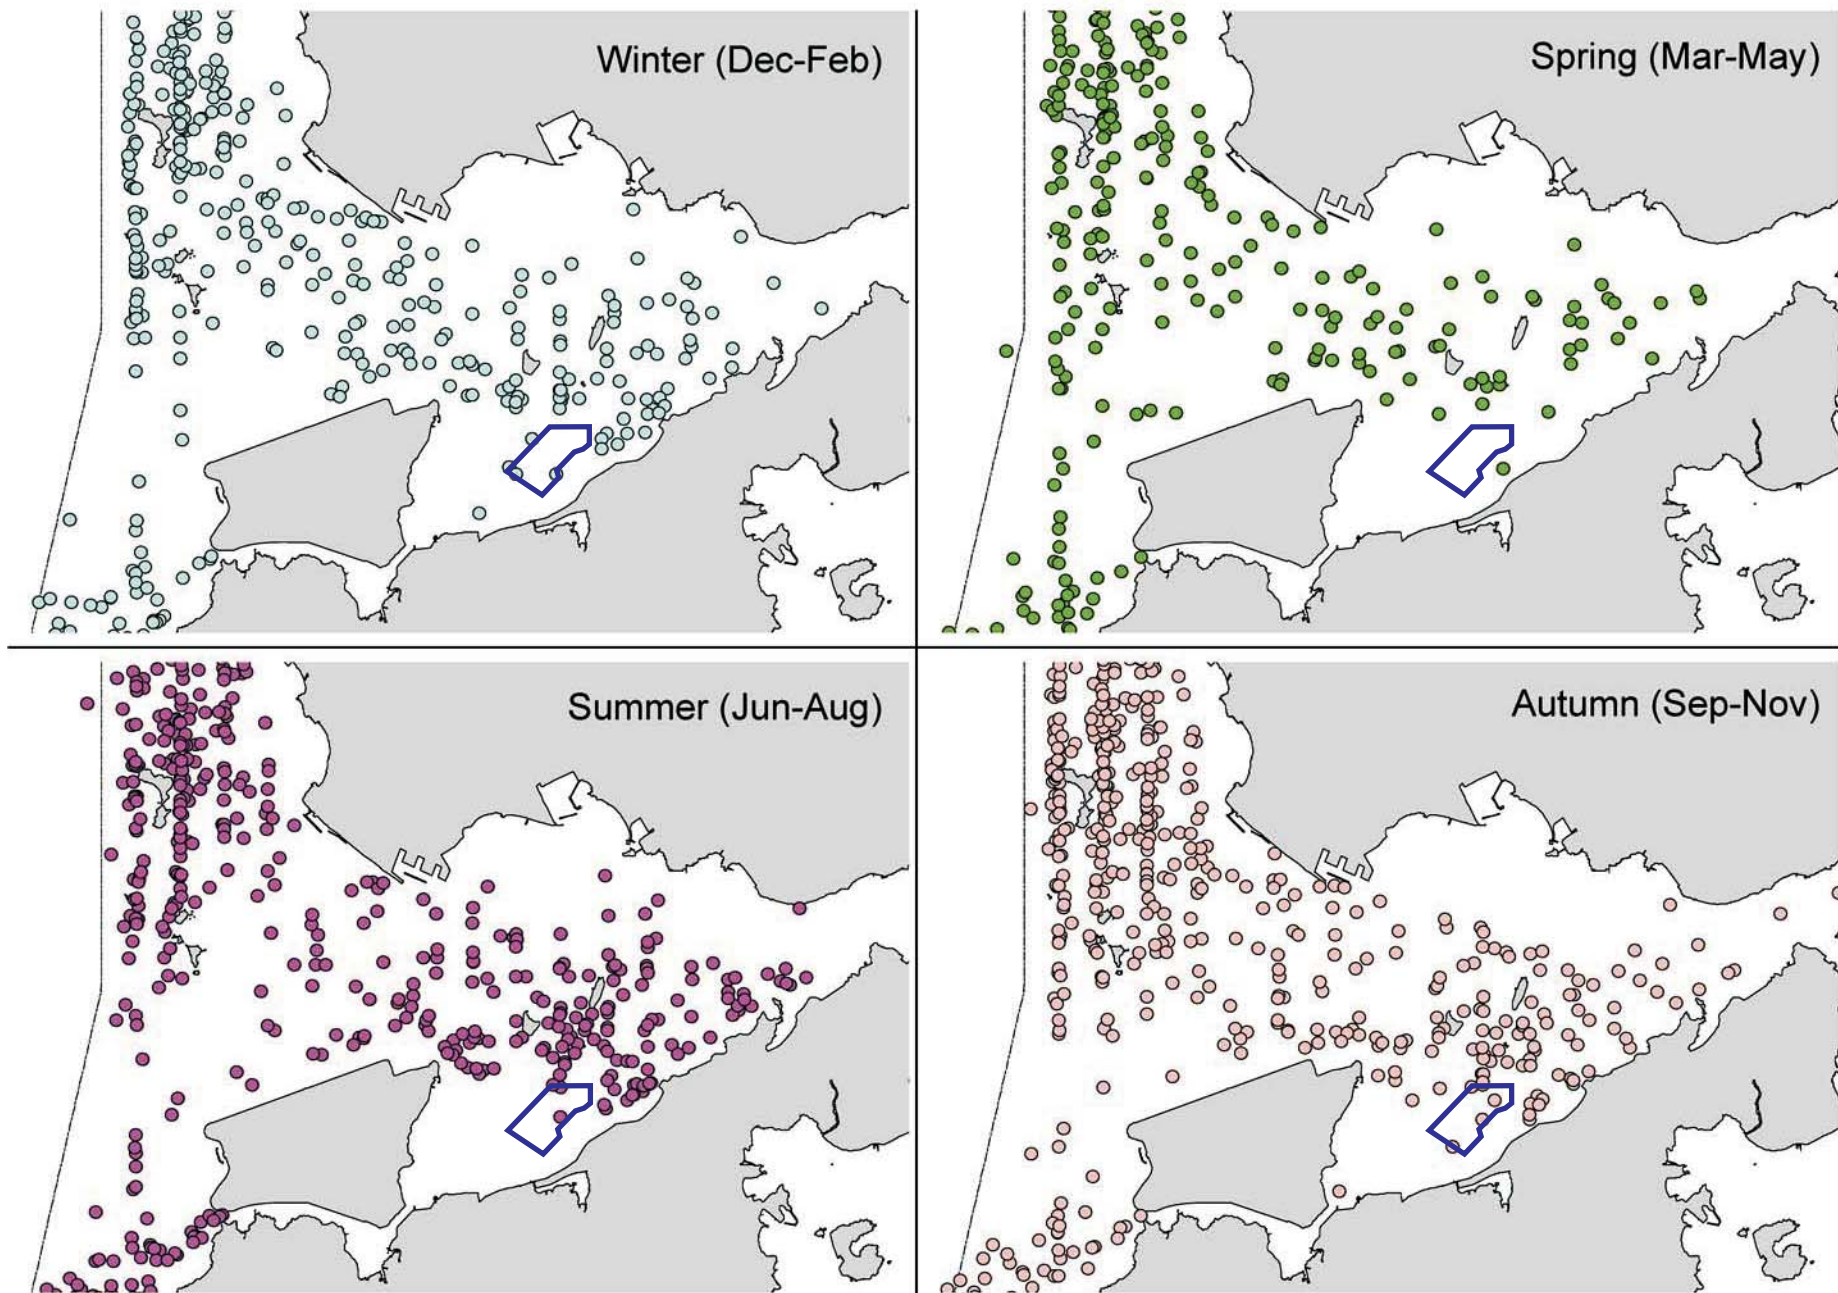 Winter (Dec-Feb)
Spring (Mar-May)
Summer (Jun-Aug)
Autumn (Sep-Nov)